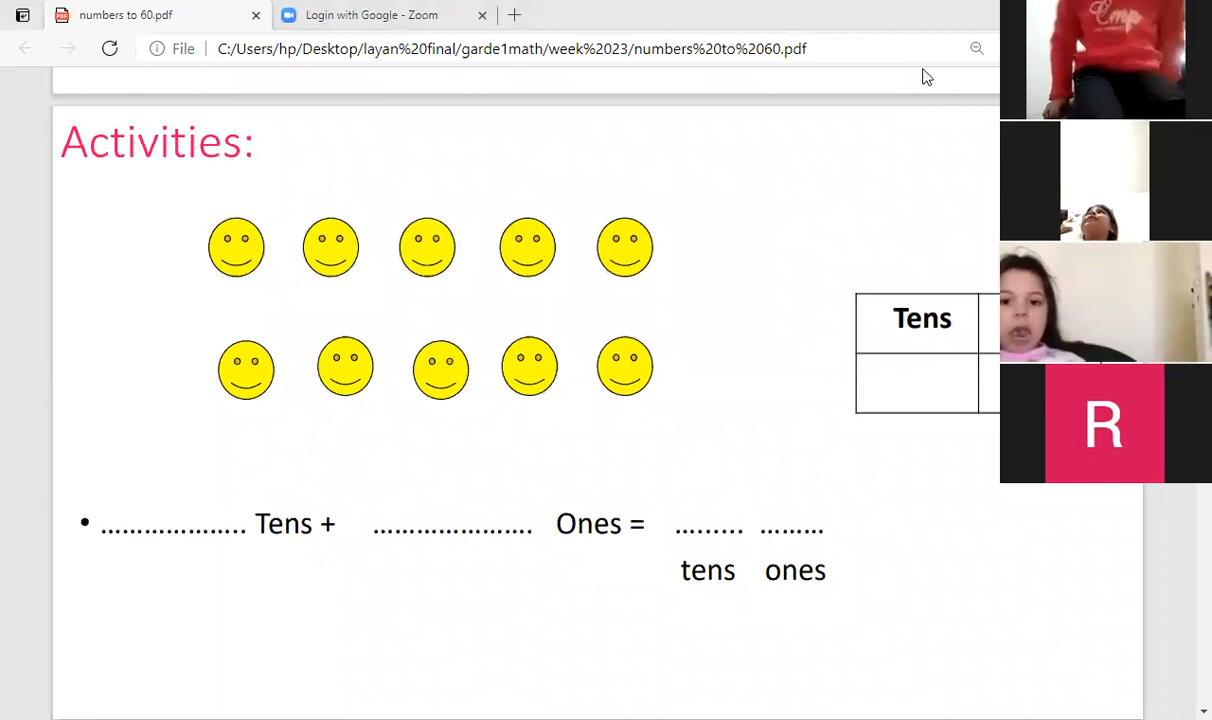 numbers to 60.pdf
Login with Google - Zoom
File
C:/Users/hp/Desktop/layan%20final/garde1math/week%2023/numbers%20to%2060.pdf
Activities:
Tens
• ……………….. Tens + …………………. Ones = …….. ………
tens ones
R